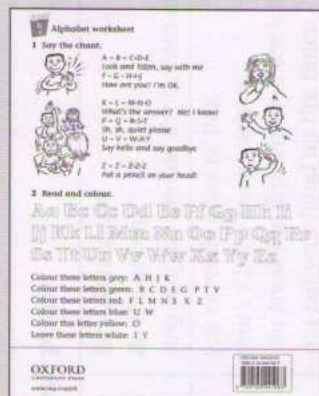 Alphabet worksheet
1 Say the chant.
A – B – C-D-E
Look and listen, say with me
F – G – H-I-J
How are you? I'm OK.
K – L – M-N-O
What's the answer? Me! I know!
P – Q – R-S-T
Sh, sh, quiet please
U – V – W-X-Y
Say hello and say goodbye
Z – Z – Z-Z-Z
Put a pencil on your head!
2 Read and colour.
Aa Bb Cc Dd Ee Ff Gg Hh Ii
Jj Kk Ll Mm Nn Oo Pp Qq Rr
Ss Tt Uu Vv Ww Xx Yy Zz
Colour these letters grey: A H J K
Colour these letters green: B C D E G P T V
Colour these letters red: F L M N S X Z
Colour these letters blue: U W
Colour this letter yellow: O
Leave these letters white: I Y
OXFORD
UNIVERSITY PRESS